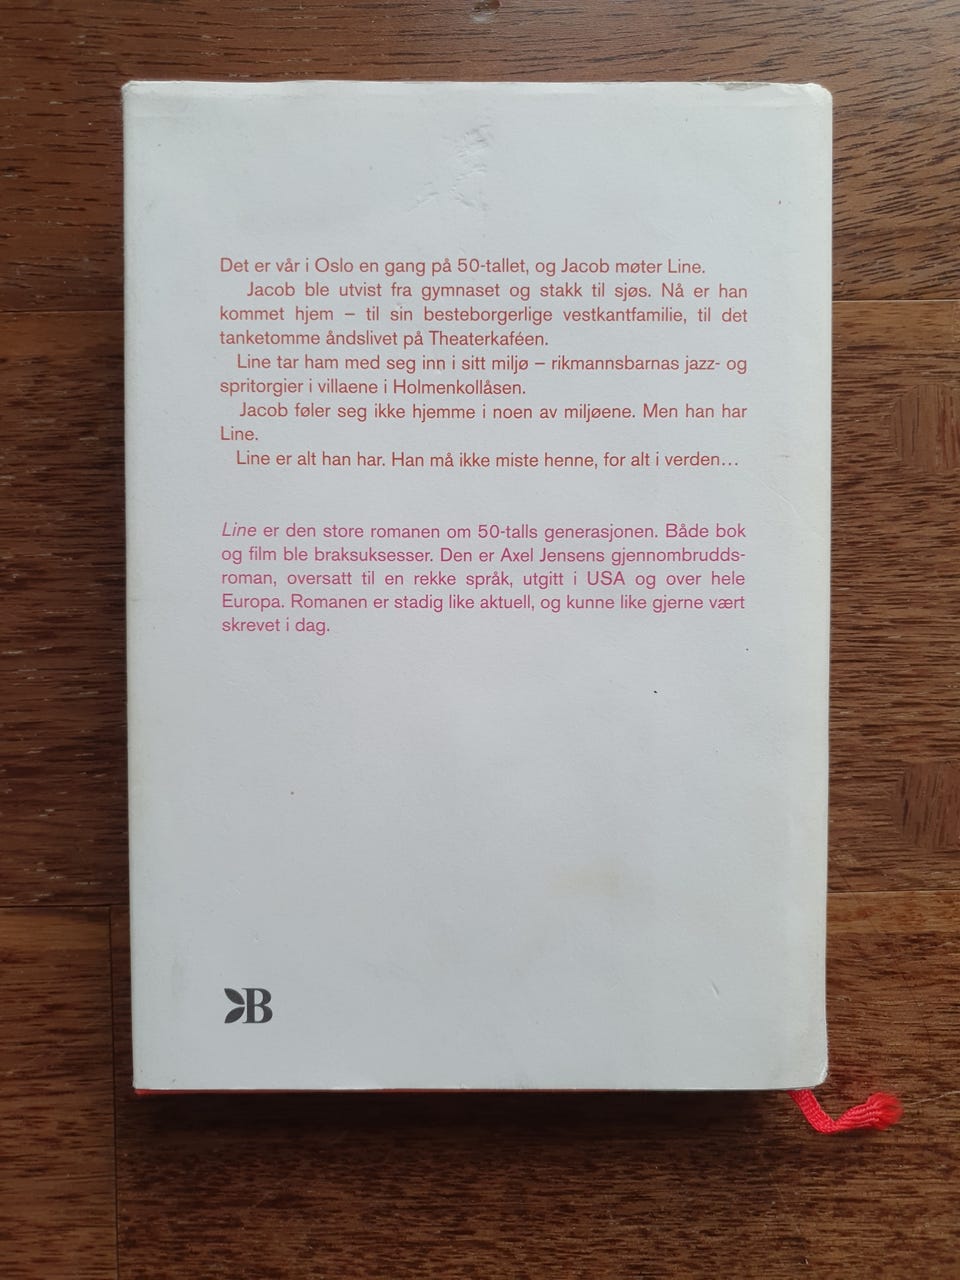 Det er vår i Oslo en gang på 50-tallet, og Jacob møter Line.
Jacob ble utvist fra gymnaset og stakk til sjøs. Nå er han
kommet hjem – til sin besteborgerlige vestkantfamilie, til det
tanketomme åndslivet på Theaterkaféen.
Line tar ham med seg inn i sitt miljø – rikmannsbarnas jazz- og
spritorgier i villaene i Holmenkollåsen.
Jacob føler seg ikke hjemme i noen av miljøene. Men han har
Line.
Line er alt han har. Han må ikke miste henne, for alt i verden...
Line er den store romanen om 50-talls generasjonen. Både bok
og film ble braksuksesser. Den er Axel Jensens gjennombrudds-
roman, oversatt til en rekke språk, utgitt i USA og over hele
Europa. Romanen er stadig like aktuell, og kunne like gjerne vært
skrevet i dag.
B